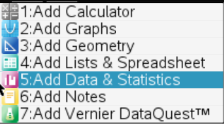 1:Add Calculator
2:Add Graphs
3:Add Geometry
4:Add Lists & Spreadsheet
5:Add Data & Statistics
6:Add Notes
7:Add Vernier DataQuest™